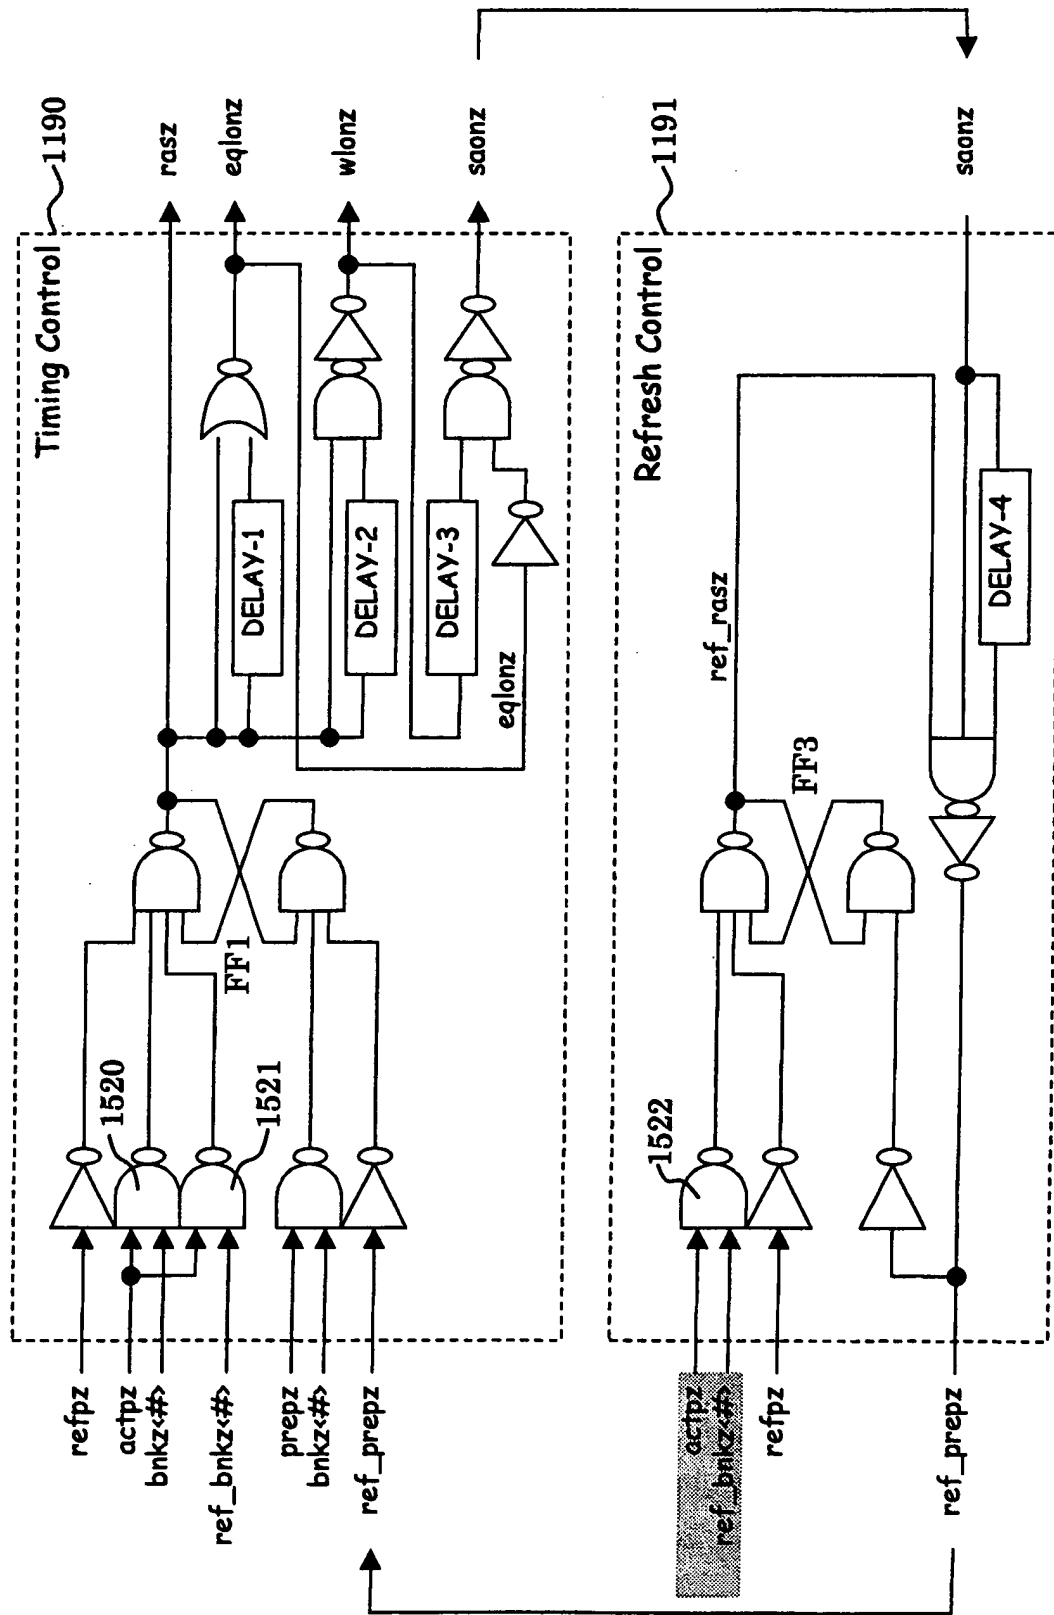 Timing Control
1190
refpz
actpz
bnkz<#>
ref_bnkz<#>
prepz
bnkz<#>
ref_prepz
1520
1521
FF1
DELAY-1
DELAY-2
DELAY-3
eqlonz
rasz
eqlonz
wlonz
saonz
Refresh Control
1191
actpz
ref_bnkz<#>
refpz
ref_prepz
1522
FF3
ref_rasz
DELAY-4
saonz